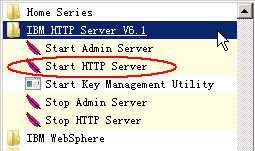 Home Series
IBM HTTP Server V6.1
Start Admin Server
Start HTTP Server
Start Key Management Utility
Stop Admin Server
Stop HTTP Server
IBM WebSphere